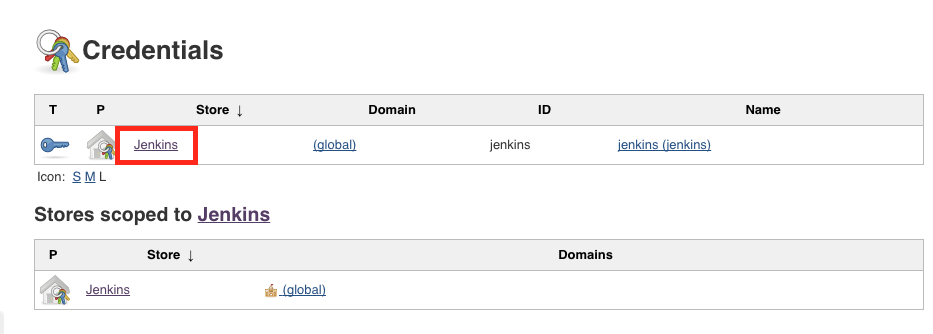 Credentials
T P Store ↓ Domain ID Name
Jenkins (global) jenkins jenkins (jenkins)
Icon: S M L
Stores scoped to Jenkins
P Store ↓ Domains
Jenkins (global)